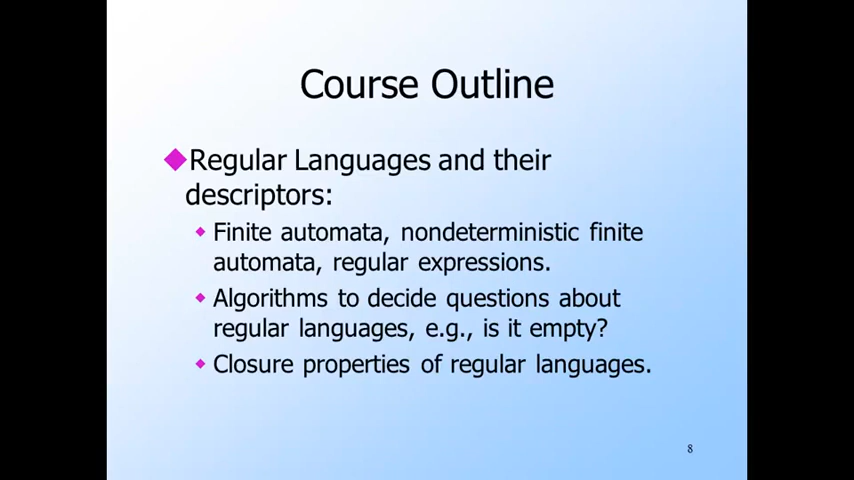 Course Outline
Regular Languages and their
descriptors:
Finite automata, nondeterministic finite
automata, regular expressions.
Algorithms to decide questions about
regular languages, e.g., is it empty?
Closure properties of regular languages.
8